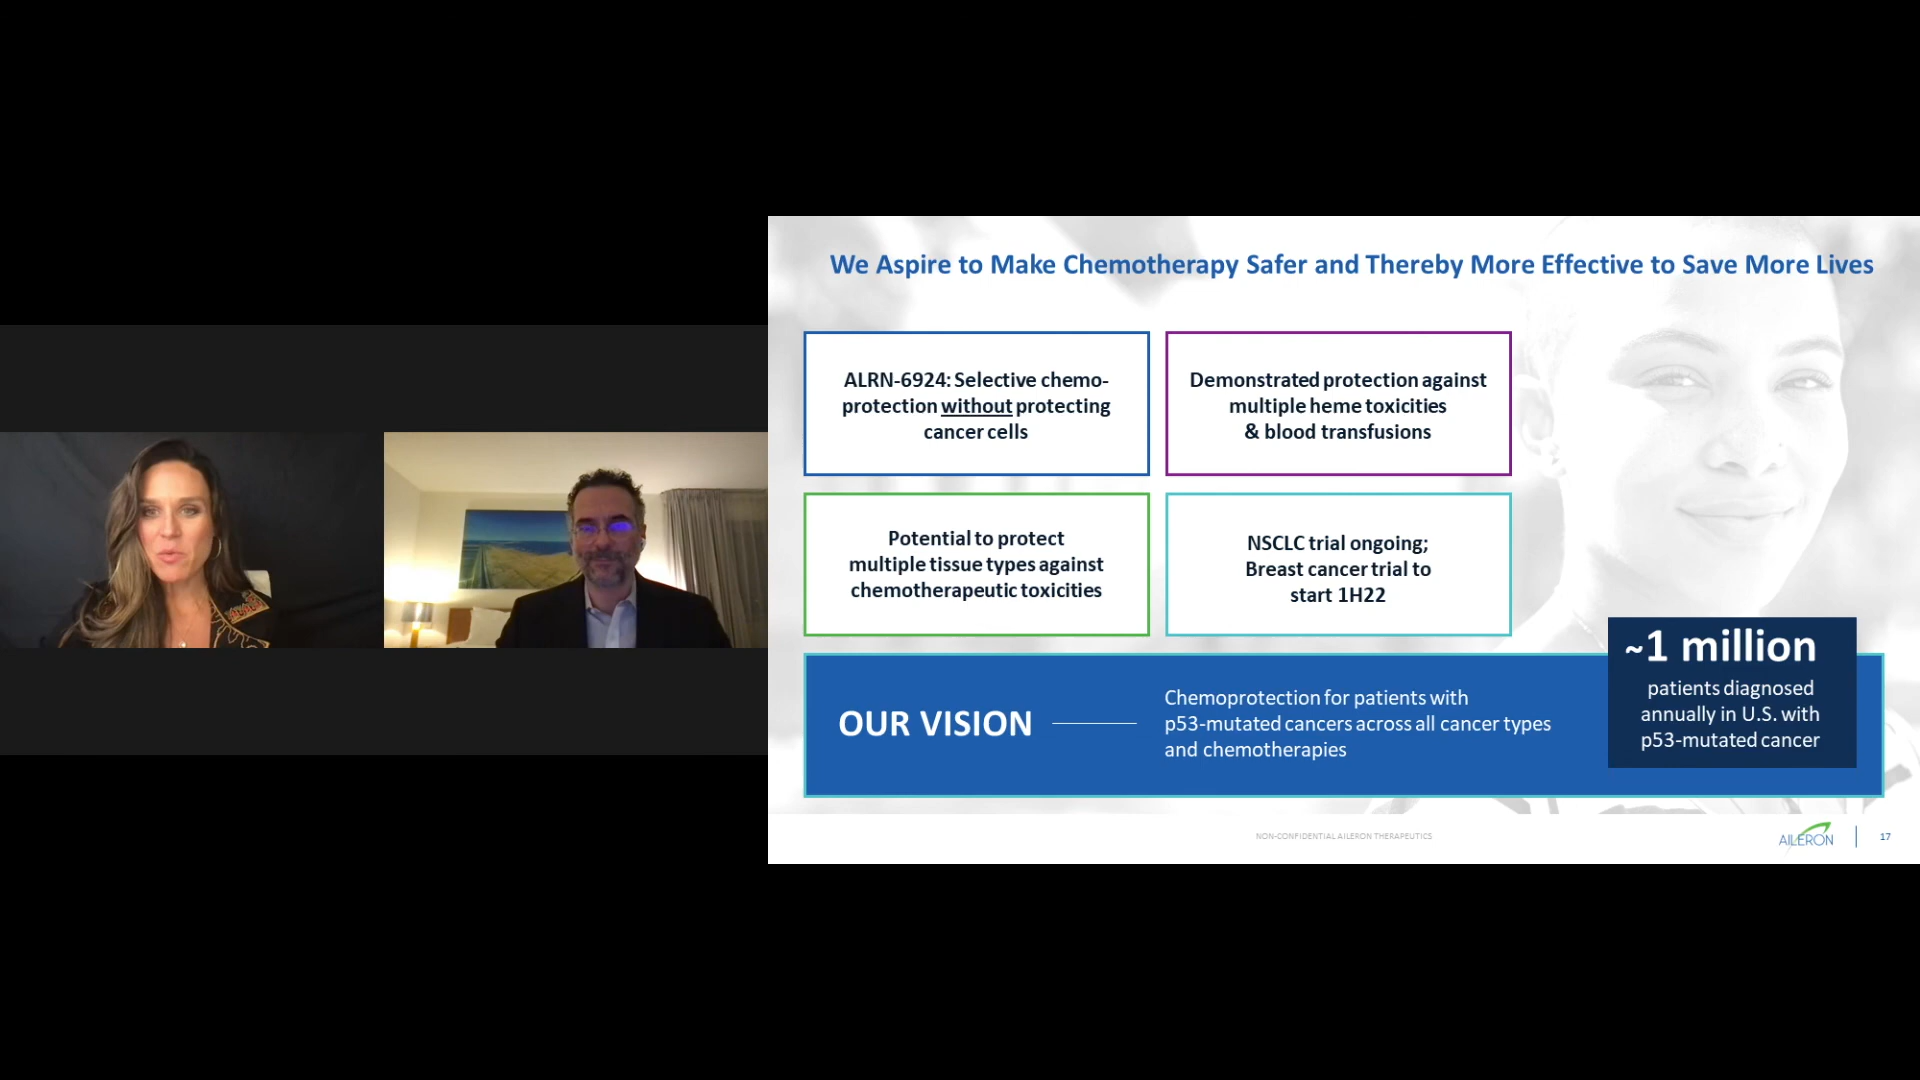 We Aspire to Make Chemotherapy Safer and Thereby More Effective to Save More Lives
ALRN-6924: Selective chemo-
protection without protecting
cancer cells
Demonstrated protection against
multiple heme toxicities
& blood transfusions
Potential to protect
multiple tissue types against
chemotherapeutic toxicities
NSCLC trial ongoing;
Breast cancer trial to
start 1H22
OUR VISION
Chemoprotection for patients with
p53-mutated cancers across all cancer types
and chemotherapies
~1 million
patients diagnosed
annually in U.S. with
p53-mutated cancer
NON-CONFIDENTIAL AILERON THERAPEUTICS
AILERON
17